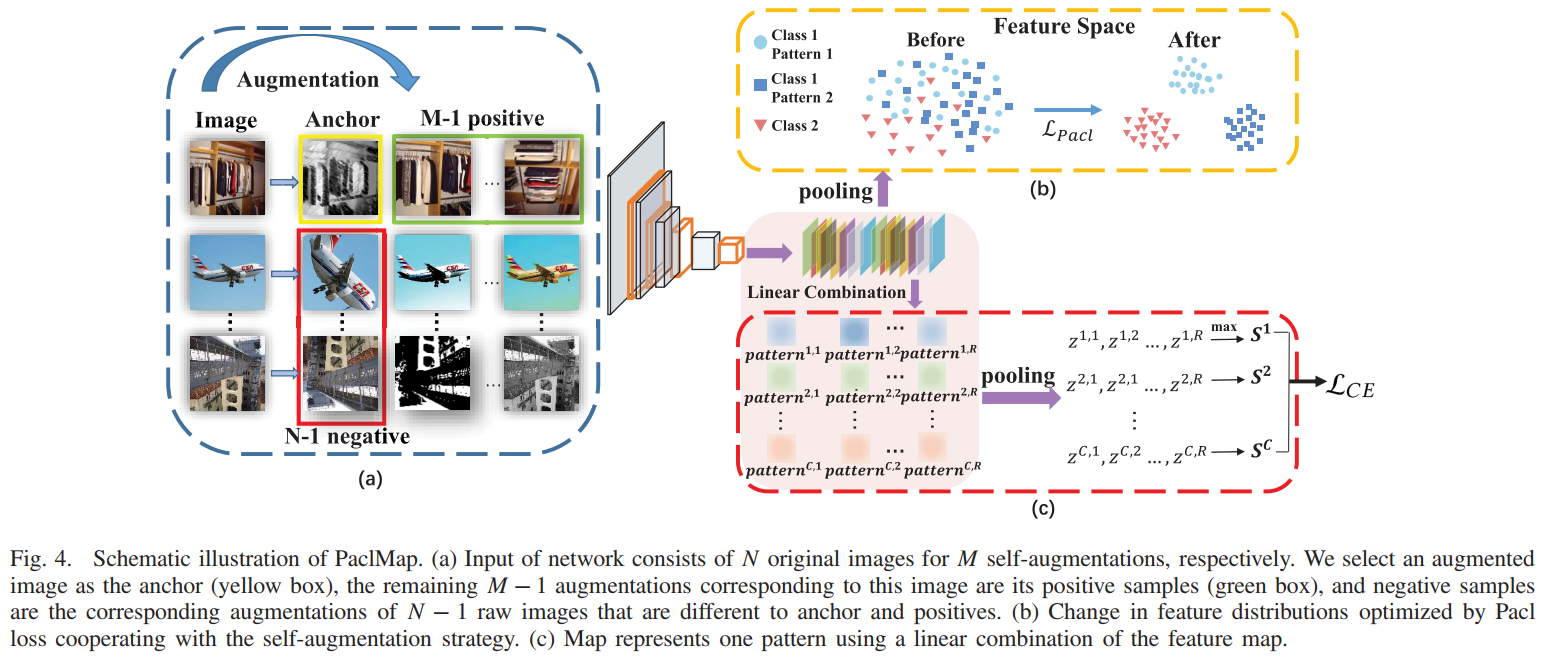 Augmentation
Image
Anchor
M-1 positive
...
...
...
N-1 negative
(a)
Class 1
Pattern 1
Class 1
Pattern 2
Class 2
Feature Space
Before
After
ℒ_Pacl
(b)
pooling
Linear Combination
pattern^{1,1} pattern^{1,2} ... pattern^{1,R}
pattern^{2,1} pattern^{2,2} ... pattern^{2,R}
pattern^{C,1} pattern^{C,2} ... pattern^{C,R}
pooling
z^{1,1}, z^{1,2} ..., z^{1,R} max S^1
z^{2,1}, z^{2,1} ..., z^{2,R} S^2
z^{C,1}, z^{C,2} ..., z^{C,R} S^C
ℒ_CE
(c)
Fig. 4. Schematic illustration of PaclMap. (a) Input of network consists of N original images for M self-augmentations, respectively. We select an augmented
image as the anchor (yellow box), the remaining M − 1 augmentations corresponding to this image are its positive samples (green box), and negative samples
are the corresponding augmentations of N − 1 raw images that are different to anchor and positives. (b) Change in feature distributions optimized by Pacl
loss cooperating with the self-augmentation strategy. (c) Map represents one pattern using a linear combination of the feature map.